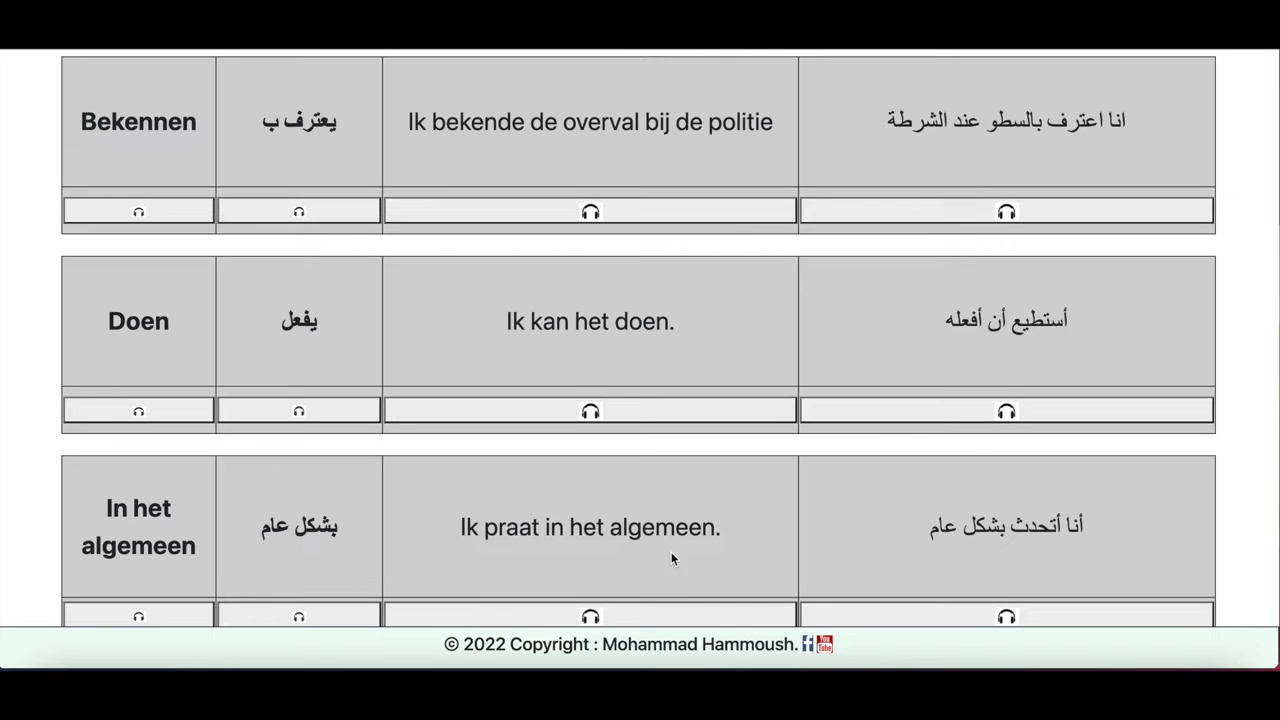 Bekennen
يعترف ب
Ik bekende de overval bij de politie
انا اعترف بالسطو عند الشرطة
Doen
يفعل
Ik kan het doen.
أستطيع أن أفعله
In het
algemeen
بشكل عام
Ik praat in het algemeen.
أنا أتحدث بشكل عام
© 2022 Copyright : Mohammad Hammoush. f You Tube